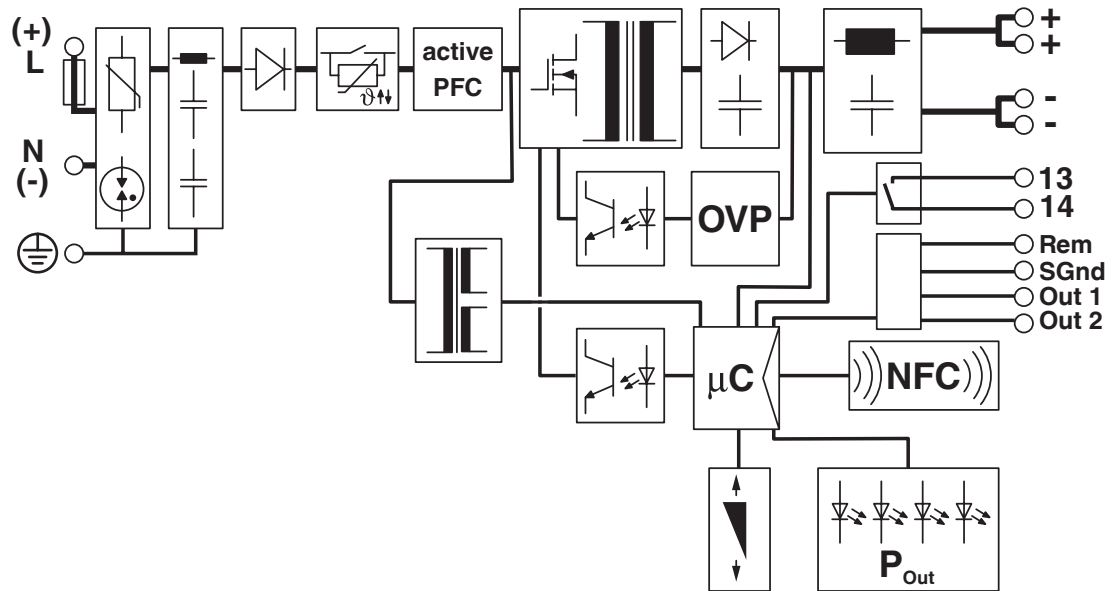 (+)
L
N
(-)
ϑ
active
PFC
OVP
μC
NFC
P Out
+
+
-
-
13
14
Rem
SGnd
Out 1
Out 2